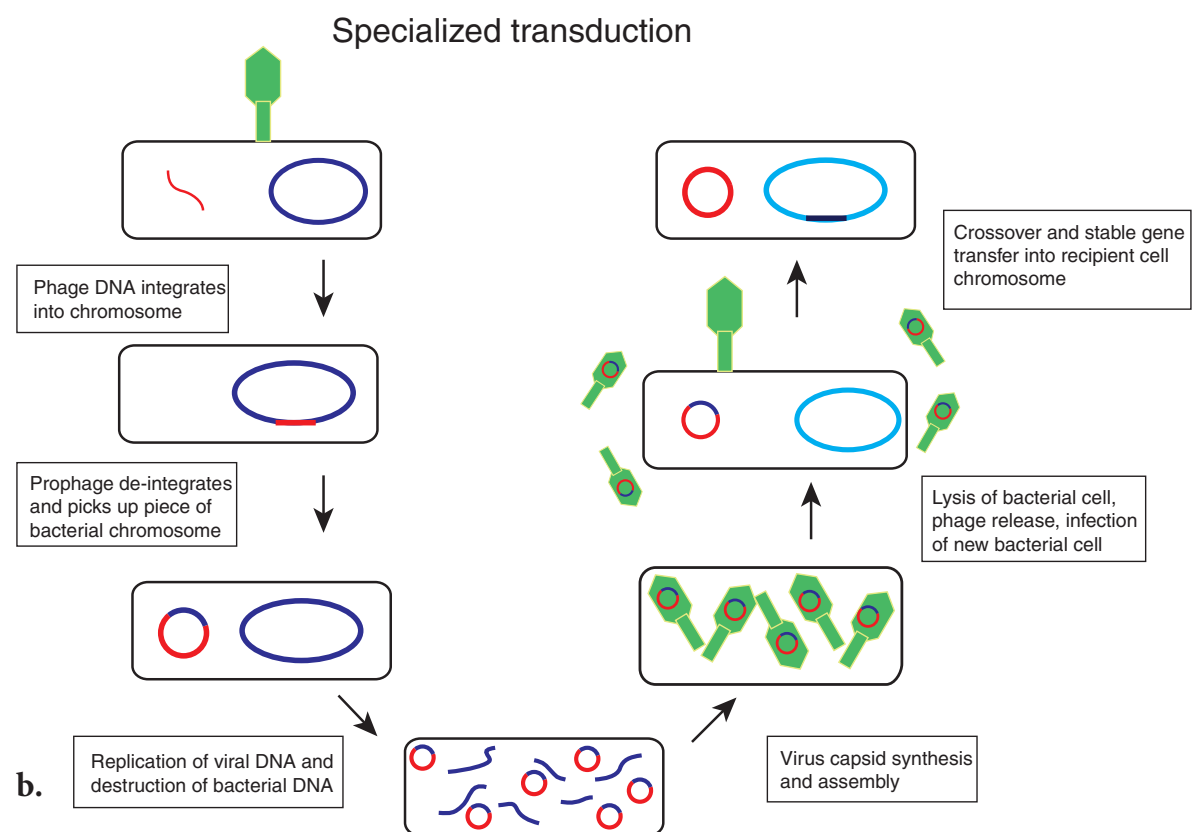 Specialized transduction
Phage DNA integrates
into chromosome
Prophage de-integrates
and picks up piece of
bacterial chromosome
Replication of viral DNA and
destruction of bacterial DNA
Virus capsid synthesis
and assembly
Lysis of bacterial cell,
phage release, infection
of new bacterial cell
Crossover and stable gene
transfer into recipient cell
chromosome
b.